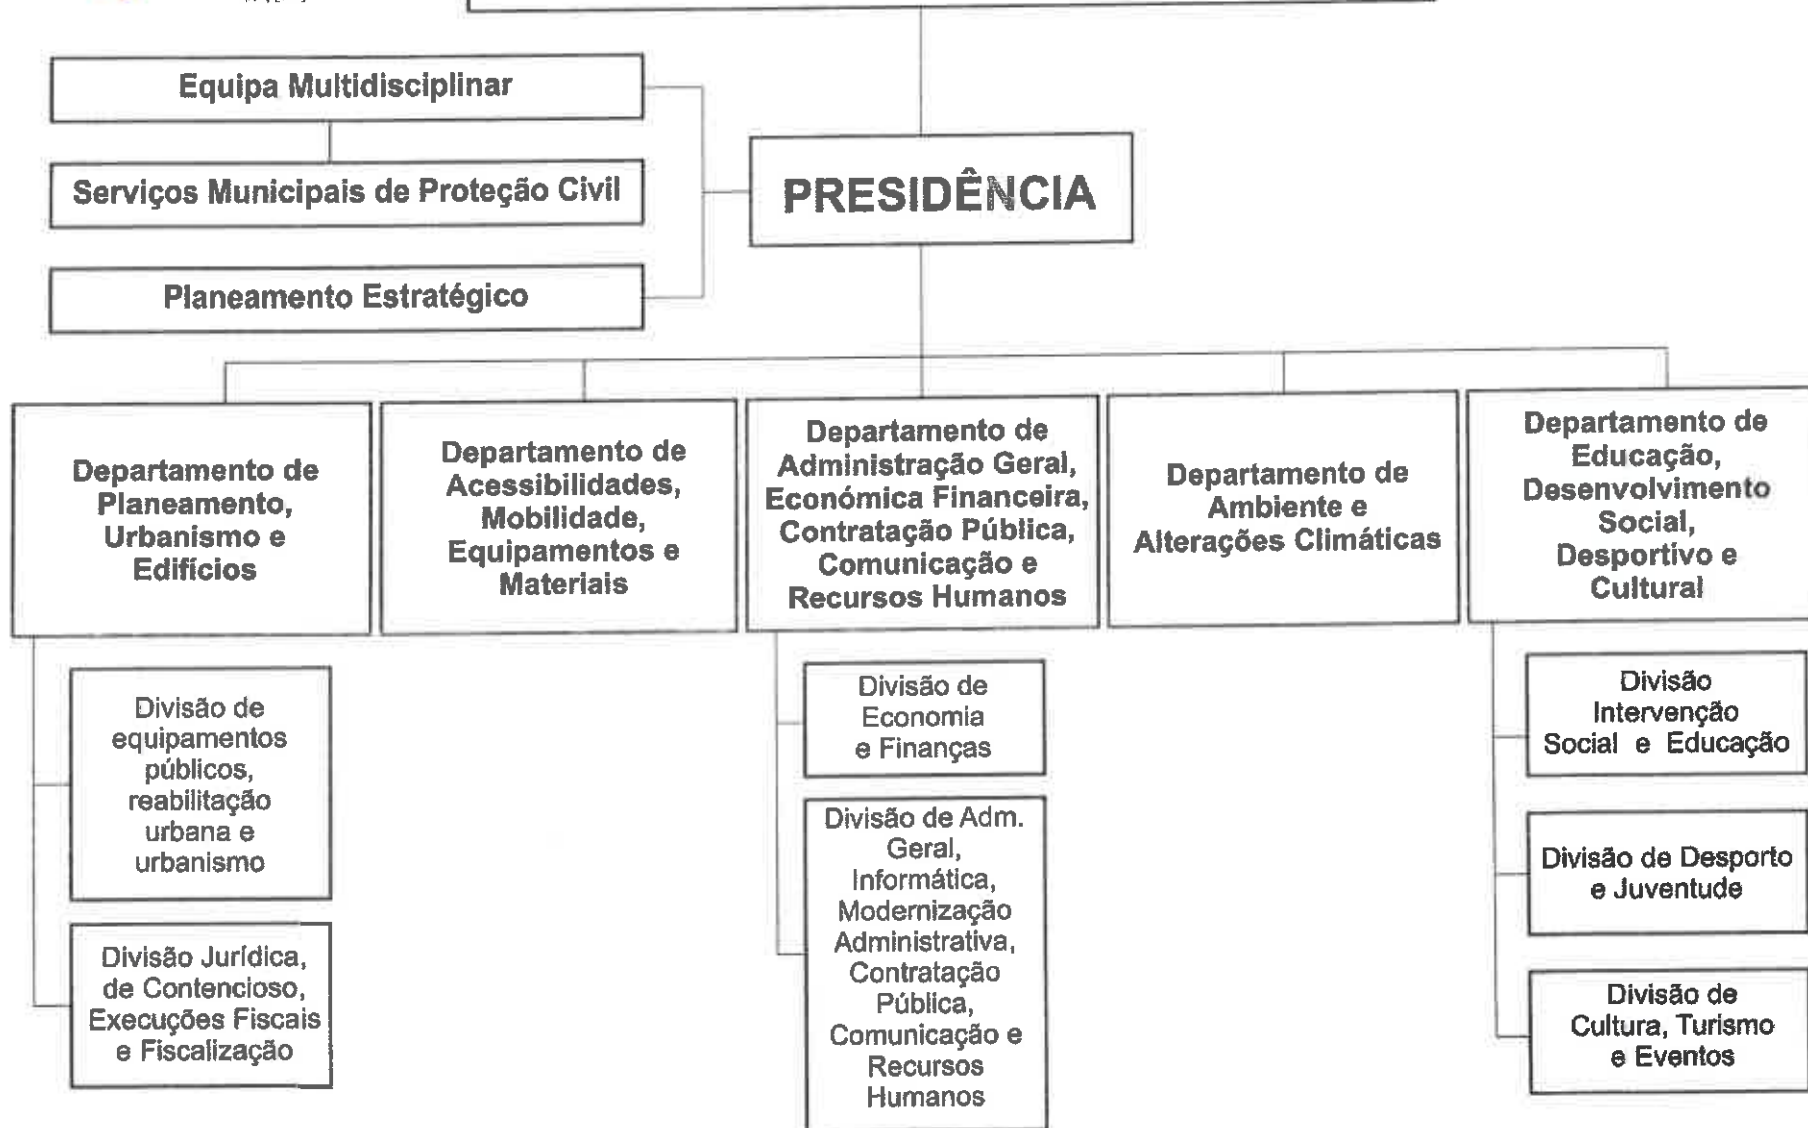 Equipa Multidisciplinar
Serviços Municipais de Proteção Civil
PRESIDÊNCIA
Planeamento Estratégico
Departamento de
Planeamento,
Urbanismo e
Edifícios
Departamento de
Acessibilidades,
Mobilidade,
Equipamentos e
Materiais
Departamento de
Administração Geral,
Económica Financeira,
Contratação Pública,
Comunicação e
Recursos Humanos
Departamento de
Ambiente e
Alterações Climáticas
Departamento de
Educação,
Desenvolvimento
Social,
Desportivo e
Cultural
Divisão de
equipamentos
públicos,
reabilitação
urbana e
urbanismo
Divisão Jurídica,
de Contencioso,
Execuções Fiscais
e Fiscalização
Divisão de
Economia
e Finanças
Divisão de Adm.
Geral,
Informática,
Modernização
Administrativa,
Contratação
Pública,
Comunicação e
Recursos
Humanos
Divisão
Intervenção
Social e Educação
Divisão de Desporto
e Juventude
Divisão de
Cultura, Turismo
e Eventos